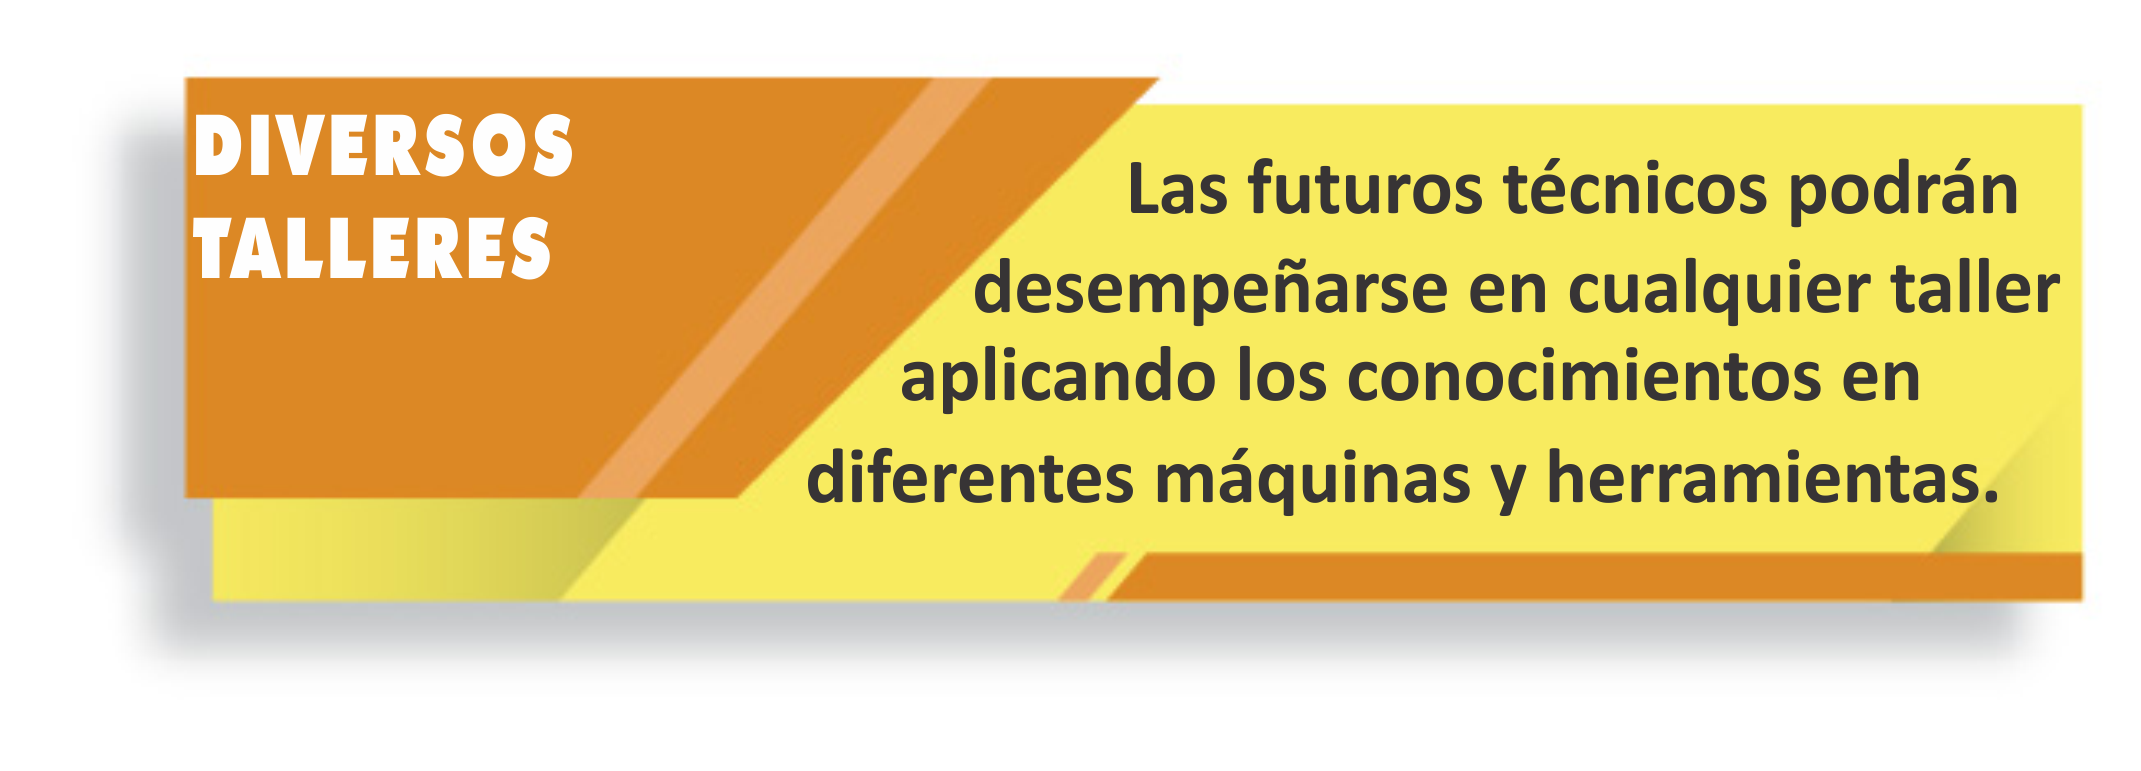 DIVERSOS
TALLERES
Las futuros técnicos podrán
desempeñarse en cualquier taller
aplicando los conocimientos en
diferentes máquinas y herramientas.